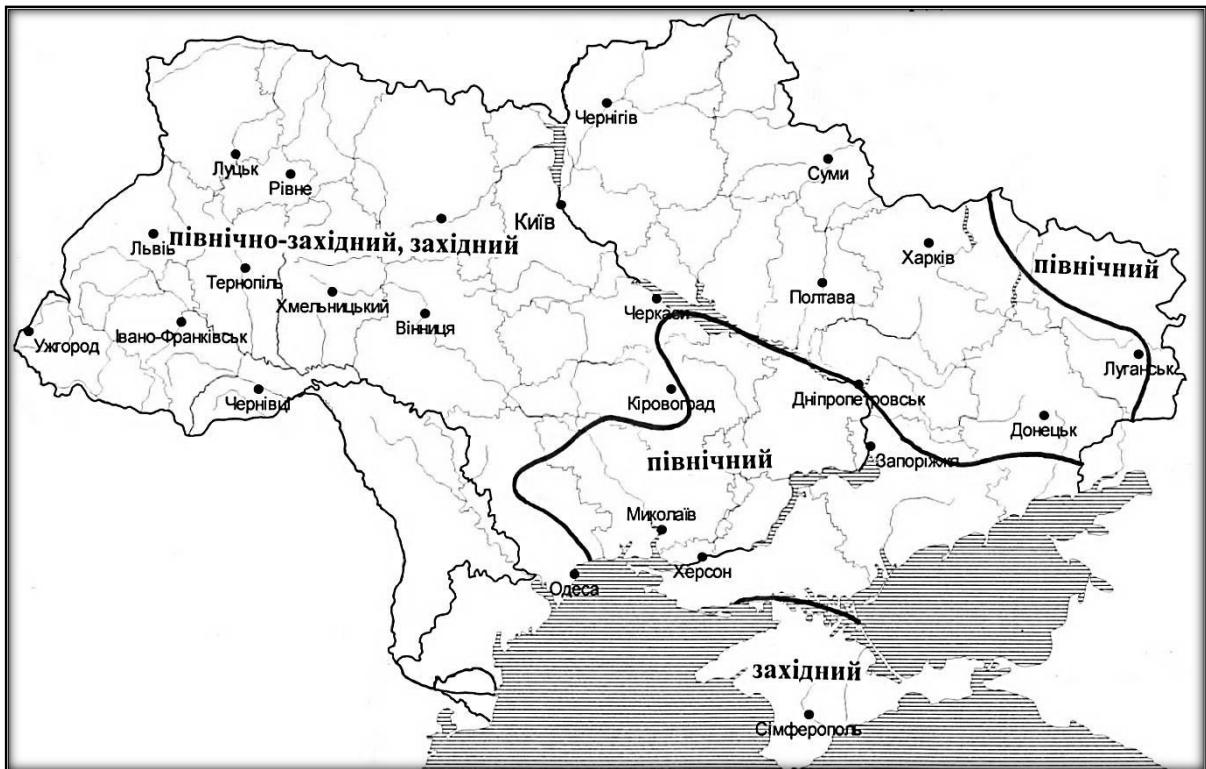 Чернігів
Луцьк
Суми
Рівне
Київ
Львів
північно-західний, західний
Харків
північний
Тернопіль
Хмельницький
Полтава
Черкаси
Вінниця
Івано-Франківськ
Ужгород
Луганськ
Чернівці
Кіровоград
Дніпропетровськ
Донецьк
північний
Запоріжжя
Миколаїв
Херсон
Одеса
західний
Сімферополь